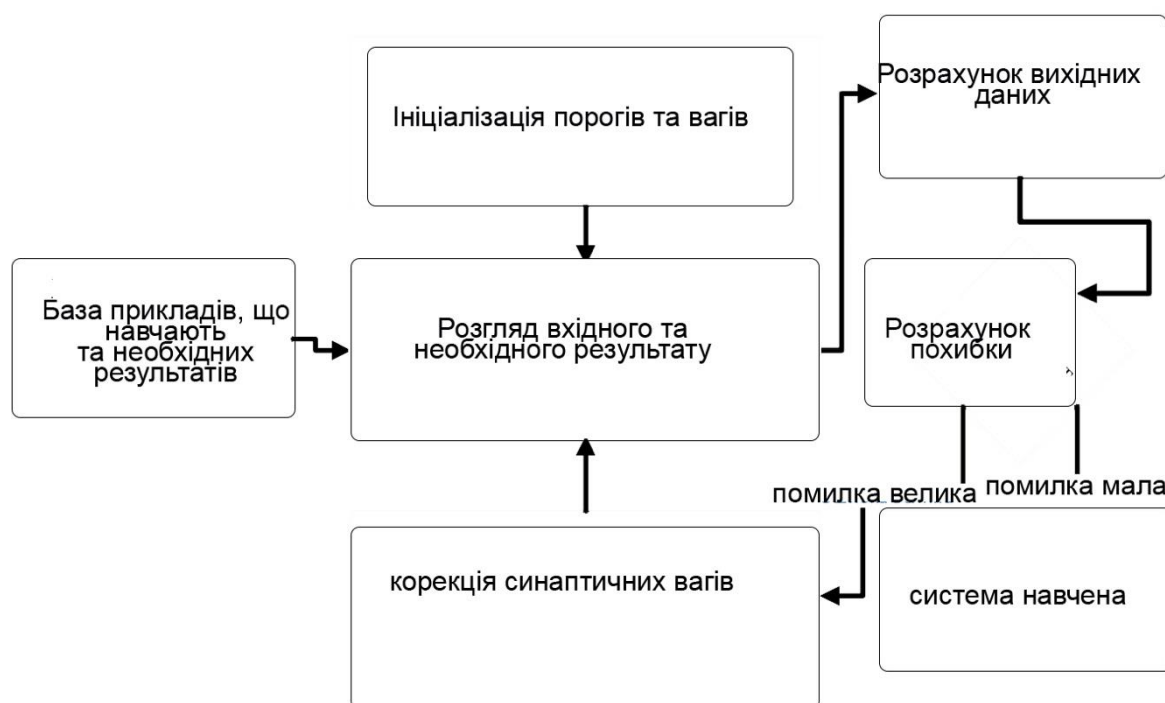 Розрахунок вихідних
даних
Ініціалізація порогів та вагів
База прикладів, що
навчають
та необхідних
результатів
Розгляд вхідного та
необхідного результату
Розрахунок
похибки
помилка велика
помилка мала
корекція синаптичних вагів
система навчена